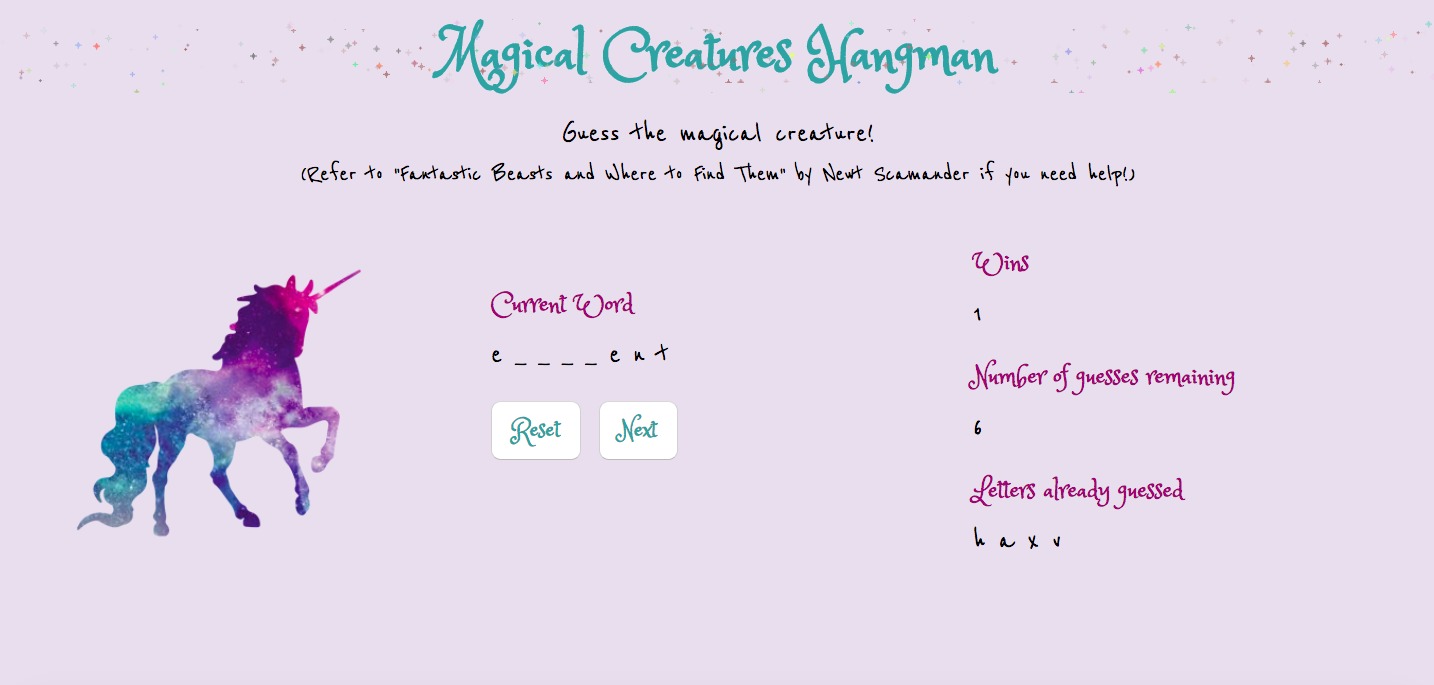 Magical Creatures Hangman
Guess the magical creature!
(Refer to "Fantastic Beasts and Where to Find Them" by Newt Scamander if you need help!)
Current Word
e _ _ _ _ e n t
Reset Next
Wins
1
Number of guesses remaining
6
Letters already guessed
h a x v